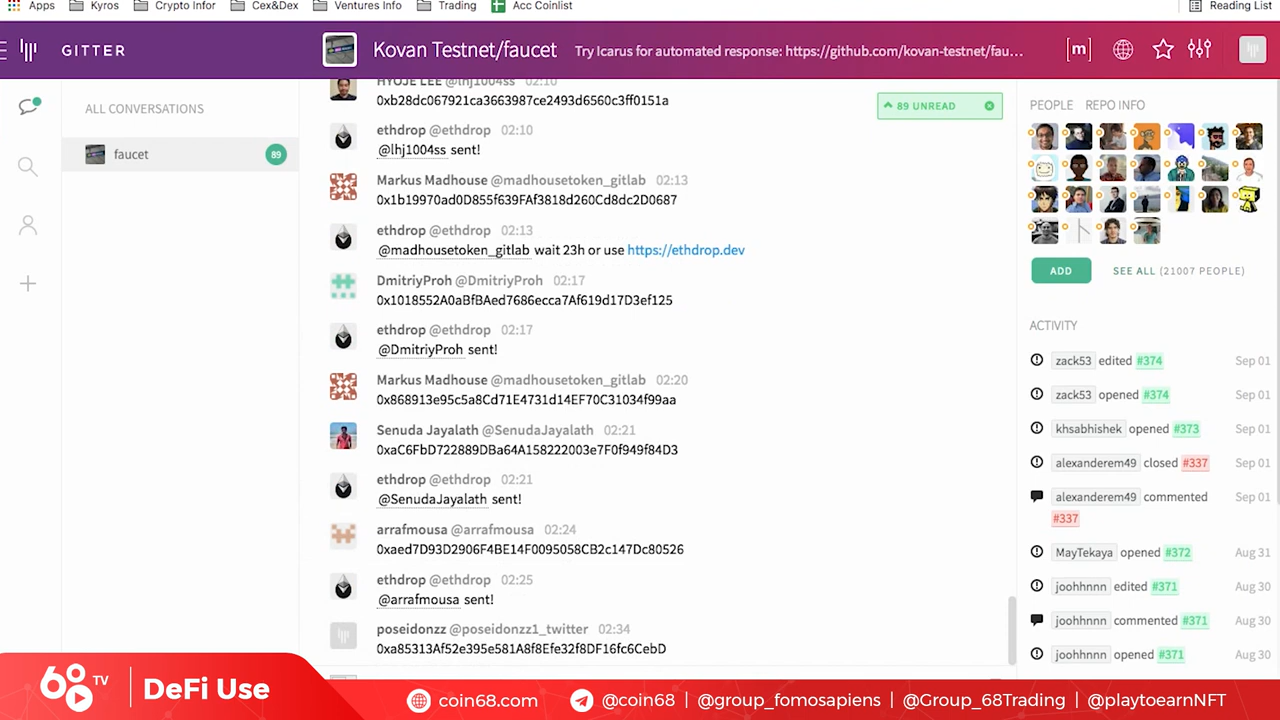 Apps Kyros Crypto Infor Cex&Dex Ventures Info Trading Acc Coinlist Reading List
GITTER Kovan Testnet/faucet Try Icarus for automated response: https://github.com/kovan-testnet/fau... [m]
ALL CONVERSATIONS
faucet 89
HYOJE LEE @lhj1004ss 02:10
0xb28dc067921ca3663987ce2493d6560c3ff0151a
89 UNREAD
ethdrop @ethdrop 02:10
@lhj1004ss sent!
Markus Madhouse @madhousetoken_gitlab 02:13
0x1b19970ad0D855f639FAf3818d260Cd8dc2D0687
ethdrop @ethdrop 02:13
@madhousetoken_gitlab wait 23h or use https://ethdrop.dev
DmitriyProh @DmitriyProh 02:17
0x1018552A0aBfBAed7686ecca7Af619d17D3ef125
ethdrop @ethdrop 02:17
@DmitriyProh sent!
Markus Madhouse @madhousetoken_gitlab 02:20
0x868913e95c5a8Cd71E4731d14EF70C31034f99aa
Senuda Jayalath @SenudaJayalath 02:21
0xaC6FbD722889DBa64A158222003e7F0f949f84D3
ethdrop @ethdrop 02:21
@SenudaJayalath sent!
arrafmousa @arrafmousa 02:24
0xaed7D93D2906F4BE14F0095058CB2c147Dc80526
ethdrop @ethdrop 02:25
@arrafmousa sent!
poseidonzz @poseidonzz1_twitter 02:34
0xa85313Af52e395e581A8f8Efe32f8DF16fc6CebD
PEOPLE REPO INFO
ADD SEE ALL (21007 PEOPLE)
ACTIVITY
zack53 edited #374 Sep 01
zack53 opened #374 Sep 01
khsabhishek opened #373 Sep 01
alexanderem49 closed #337 Sep 01
alexanderem49 commented Sep 01
#337
MayTekaya opened #372 Aug 31
joohhnnn edited #371 Aug 30
joohhnnn commented #371 Aug 30
joohhnnn opened #371 Aug 30
68 TV DeFi Use coin68.com @coin68 | @group_fomosapiens | @Group_68Trading | @playtoearnNFT